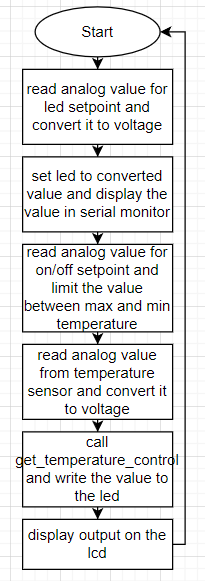 Start
read analog value for
led setpoint and
convert it to voltage
set led to converted
value and display the
value in serial monitor
read analog value for
on/off setpoint and
limit the value
between max and min
temperature
read analog value
from temperature
sensor and convert it
to voltage
call
get_temperature_control
and write the value to
the led
display output on the
lcd